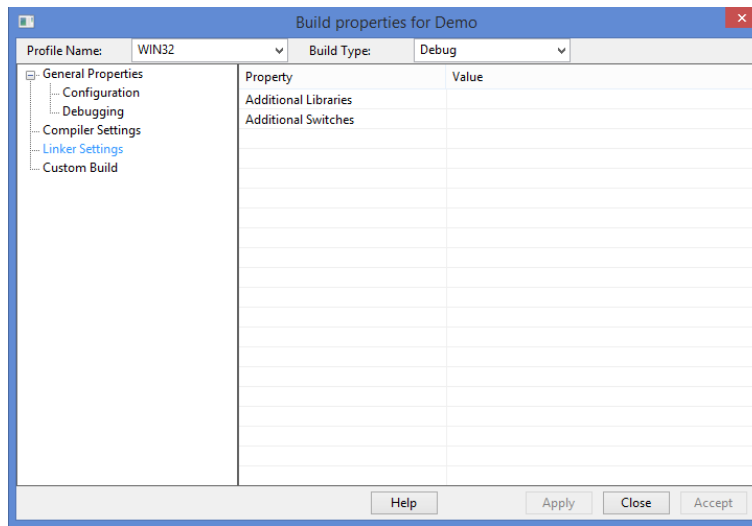 Build properties for Demo
Profile Name: WIN32 Build Type: Debug
General Properties
Configuration
Debugging
Compiler Settings
Linker Settings
Custom Build
Property Value
Additional Libraries
Additional Switches
Help Apply Close Accept